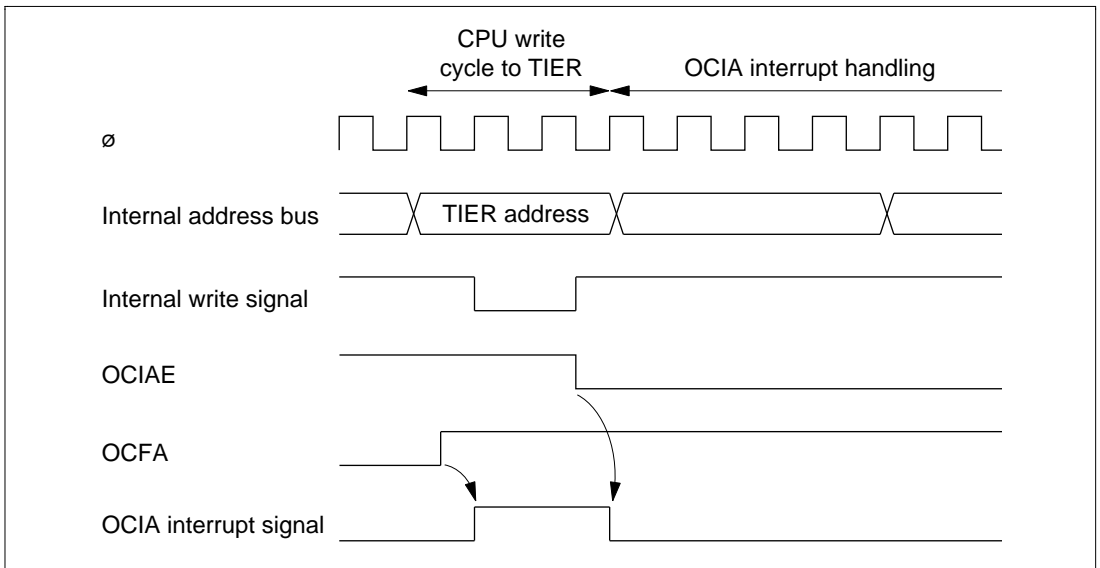 CPU write
cycle to TIER
OCIA interrupt handling
ø
Internal address bus
TIER address
Internal write signal
OCIAE
OCFA
OCIA interrupt signal